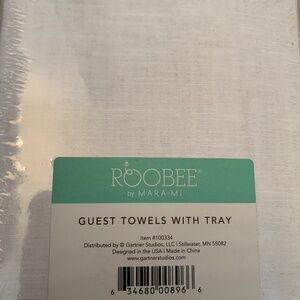 ROOBEE®
by MARA-MI
GUEST TOWELS WITH TRAY
Item #100334
Distributed by © Gartner Studios, LLC | Stillwater, MN 55082
Designed in the USA | Made in China
www.gartnerstudios.com
6 34680 00896 6